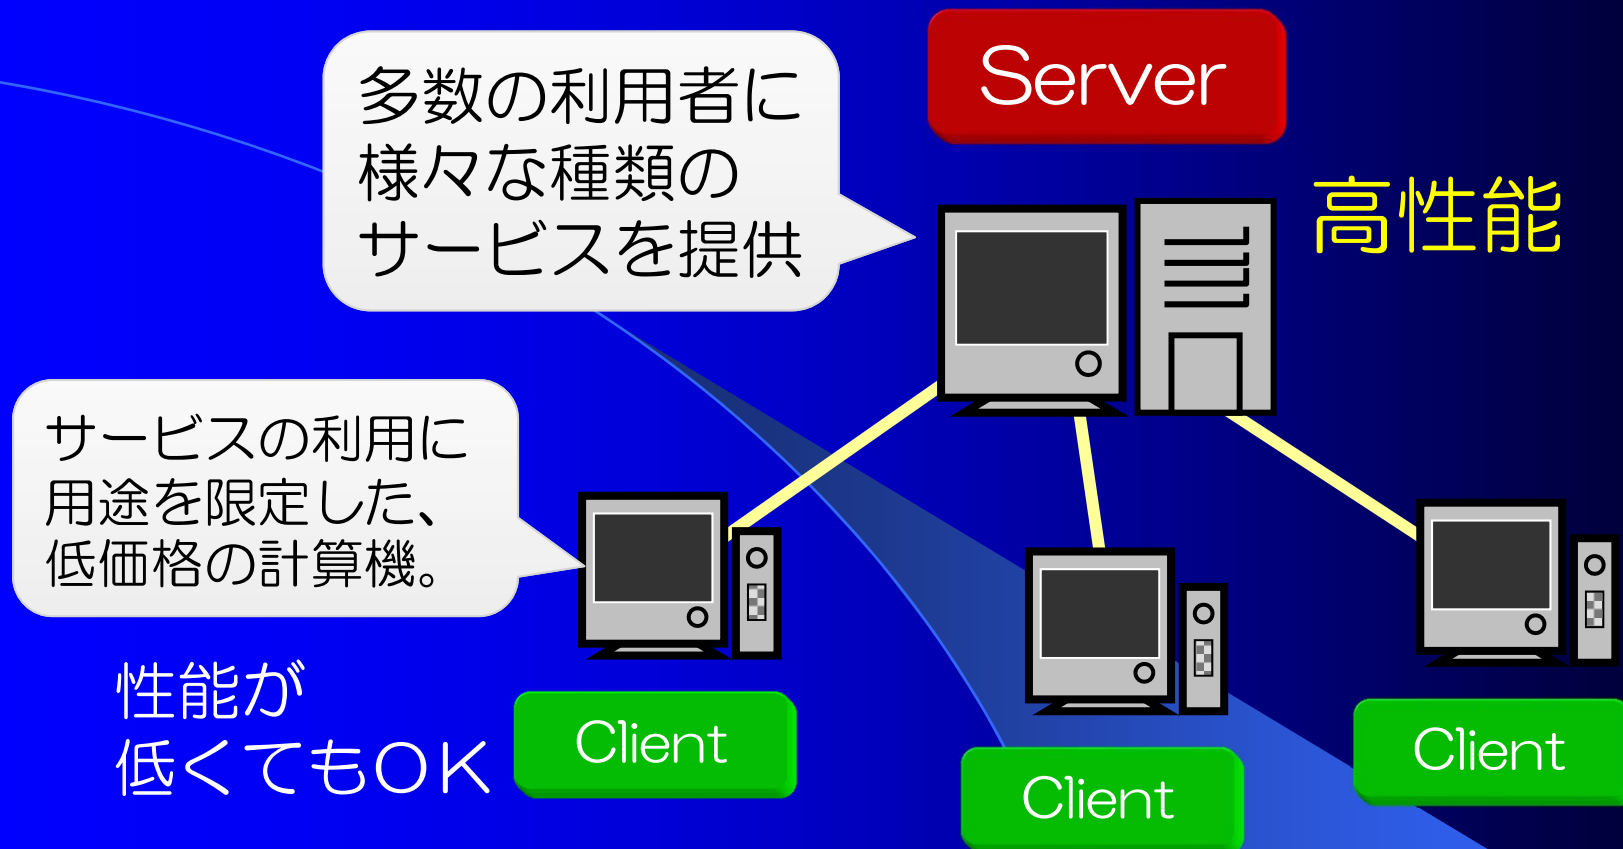 Server
多数の利用者に
様々な種類の
サービスを提供
高性能
サービスの利用に
用途を限定した、
低価格の計算機。
性能が
低くてもOK
Client
Client
Client